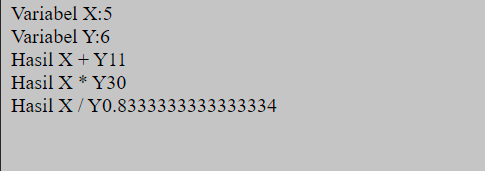 Variabel X:5
Variabel Y:6
Hasil X + Y11
Hasil X * Y30
Hasil X / Y0.8333333333333334